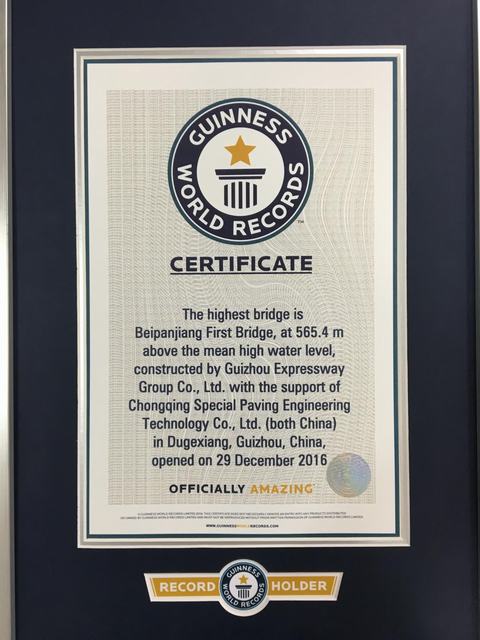 GUINNESS
WORLD RECORDS
TM
CERTIFICATE
The highest bridge is
Beipanjiang First Bridge, at 565.4 m
above the mean high water level,
constructed by Guizhou Expressway
Group Co., Ltd. with the support of
Chongqing Special Paving Engineering
Technology Co., Ltd. (both China)
in Dugexiang, Guizhou, China,
opened on 29 December 2016
OFFICIALLY AMAZING
WWW.GUINNESSWORLDRECORDS.COM
RECORD HOLDER
GUINNESS
WORLD RECORDS